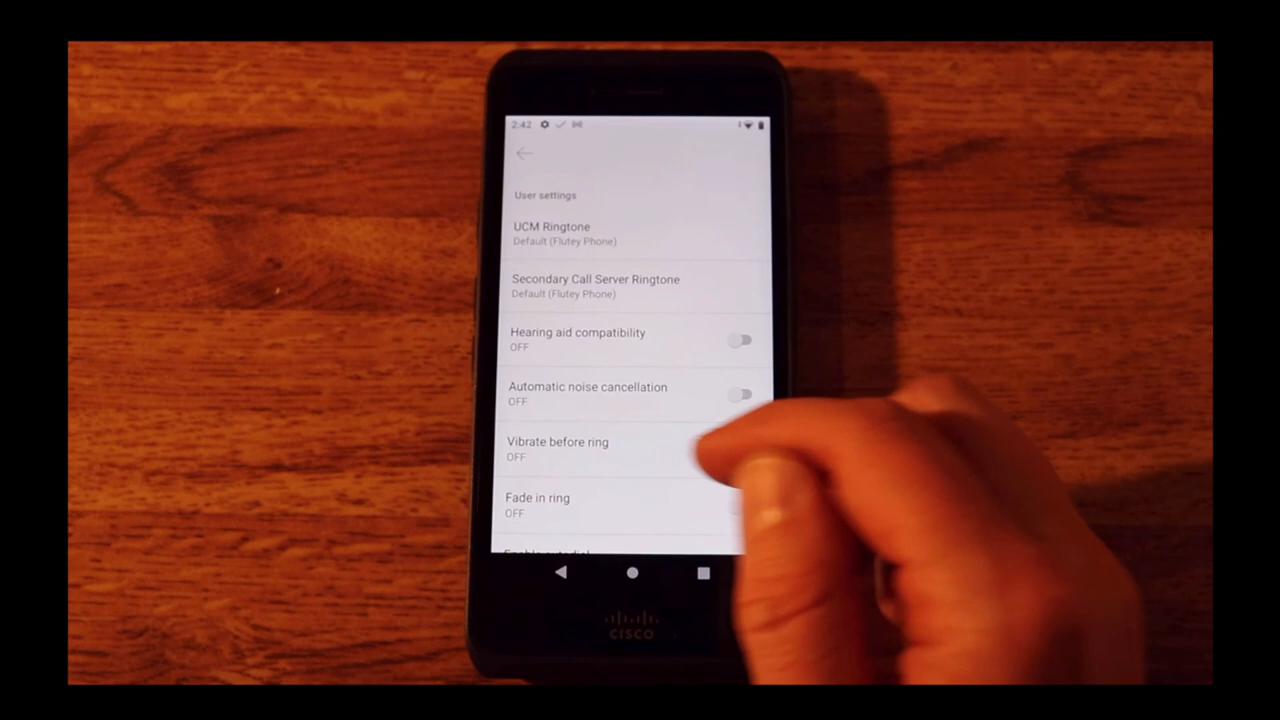 2:42
User settings
UCM Ringtone
Default (Flutey Phone)
Secondary Call Server Ringtone
Default (Flutey Phone)
Hearing aid compatibility
OFF
Automatic noise cancellation
OFF
Vibrate before ring
OFF
Fade in ring
OFF
CISCO